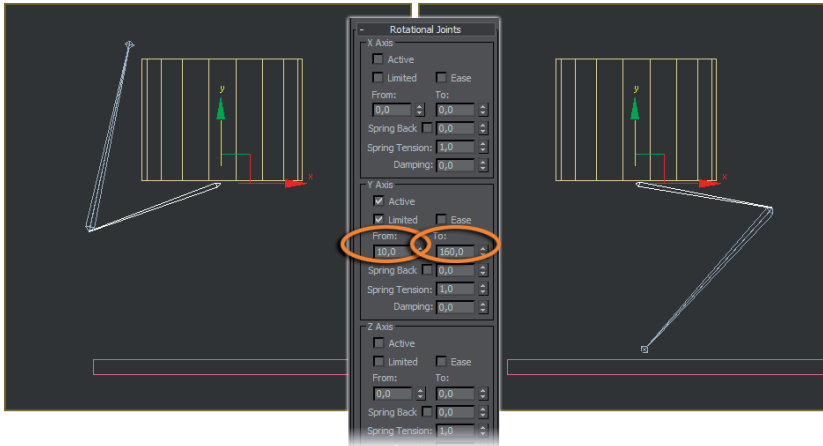 - Rotational Joints
X Axis
Active
Limited Ease
From: To:
0,0 0,0
Spring Back 0,0
Spring Tension: 1,0
Damping: 0,0
Y Axis
Active
Limited Ease
From: To:
10,0 160,0
Spring Back 0,0
Spring Tension: 1,0
Damping: 0,0
Z Axis
Active
Limited Ease
From: To:
0,0 0,0
Spring Back 0,0
Spring Tension: 1,0
y
x
y
x